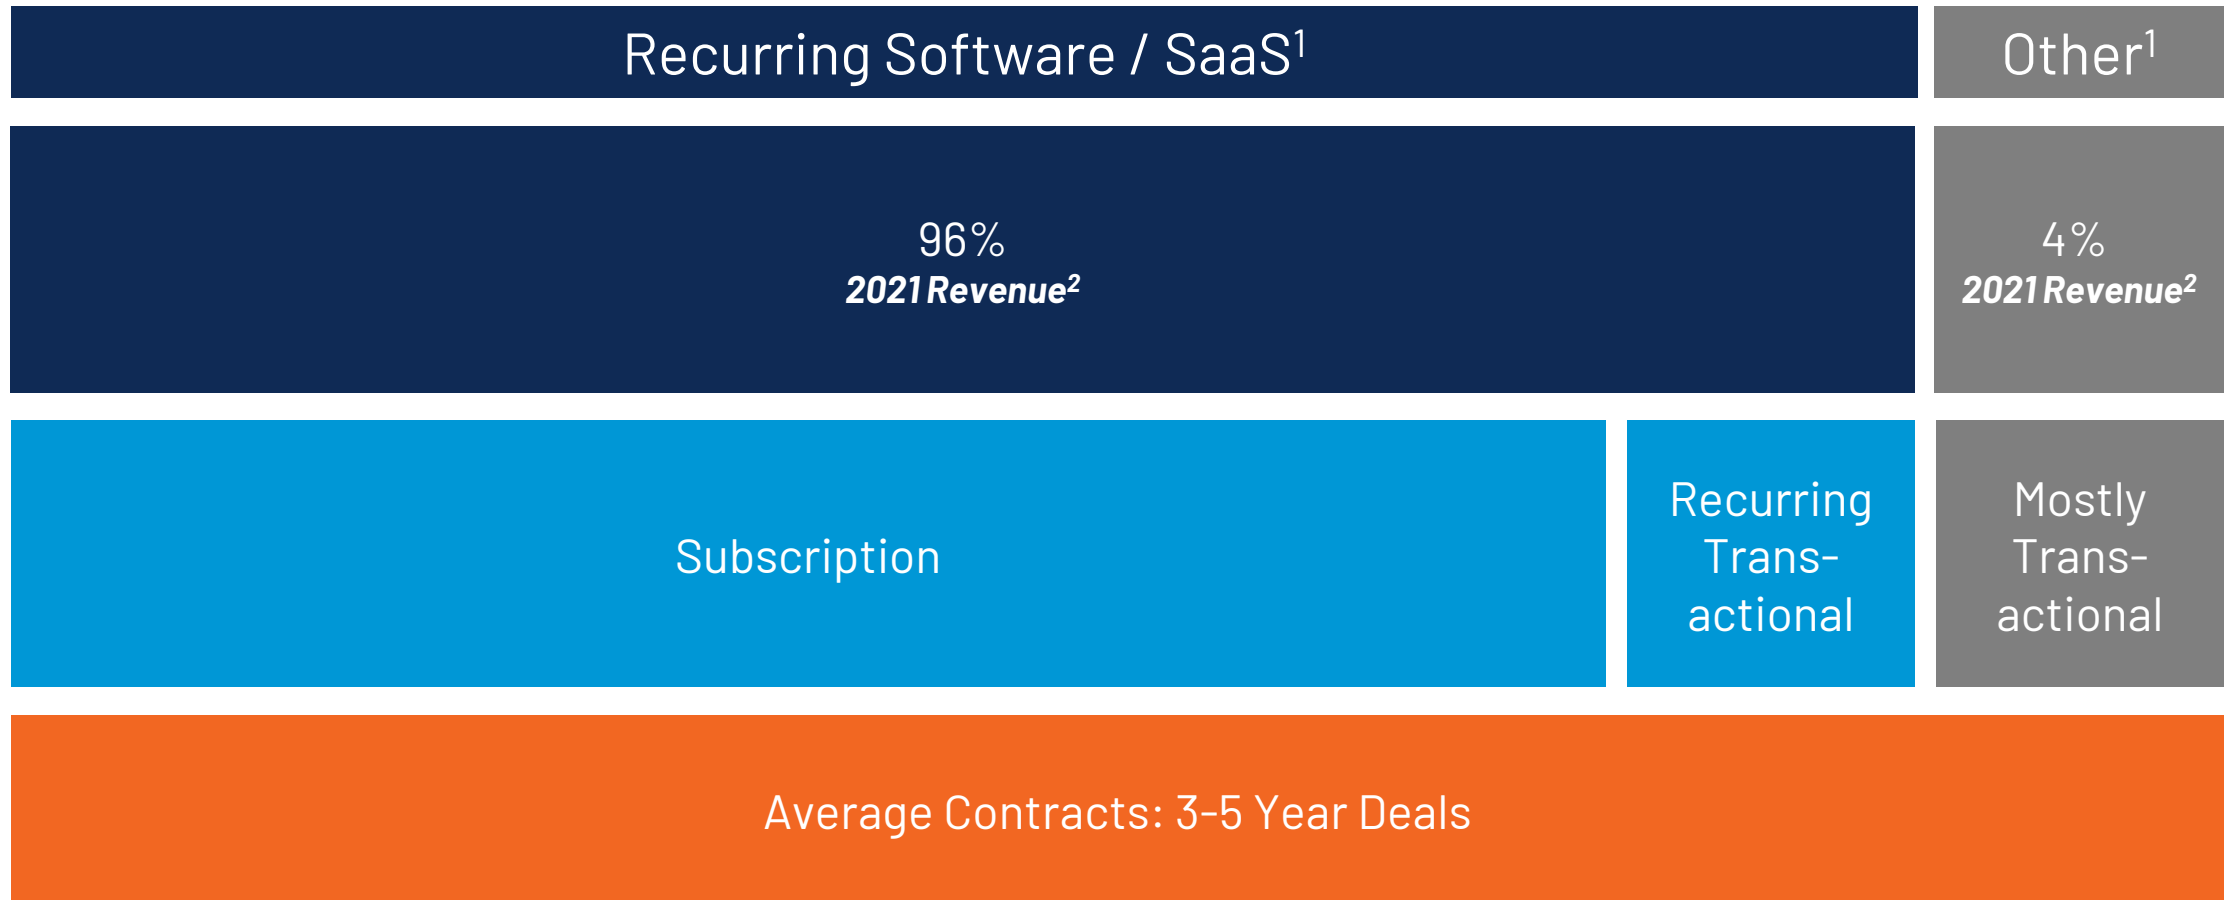 Recurring Software / SaaS¹
Other¹
96%
2021 Revenue²
4%
2021 Revenue²
Subscription
Recurring
Trans-
actional
Mostly
Trans-
actional
Average Contracts: 3-5 Year Deals